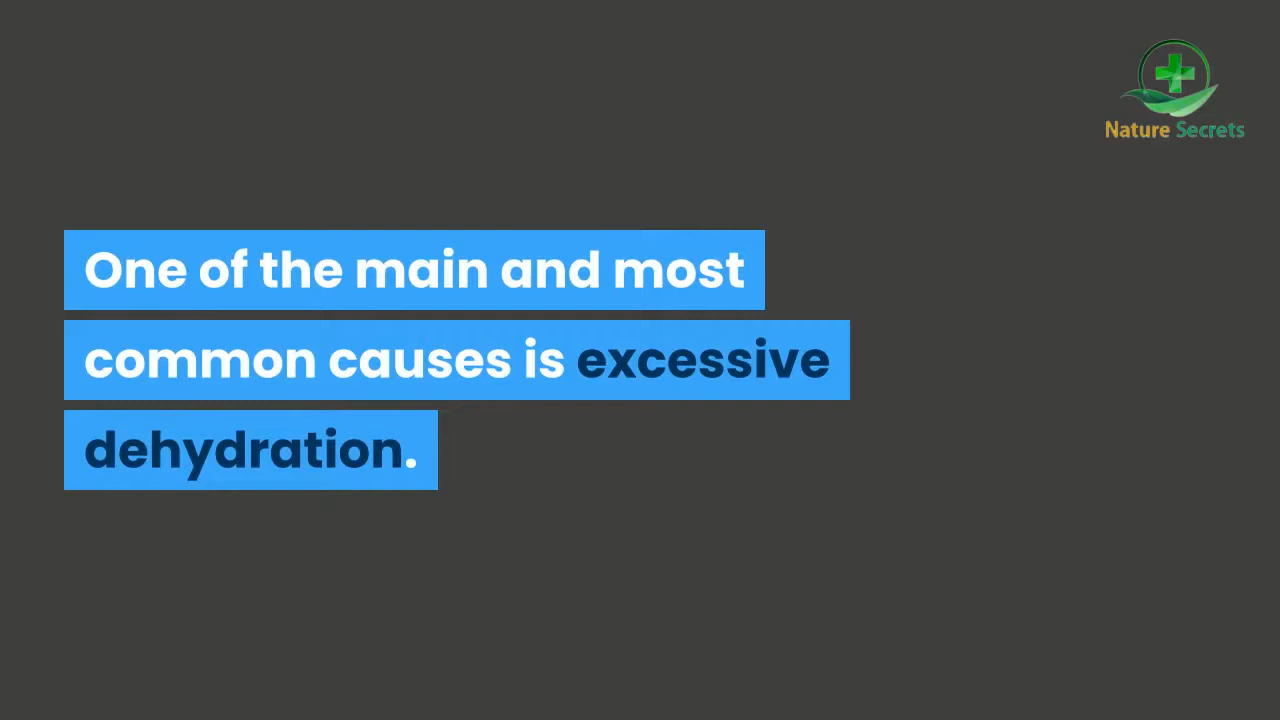 Nature Secrets
One of the main and most
common causes is excessive
dehydration.